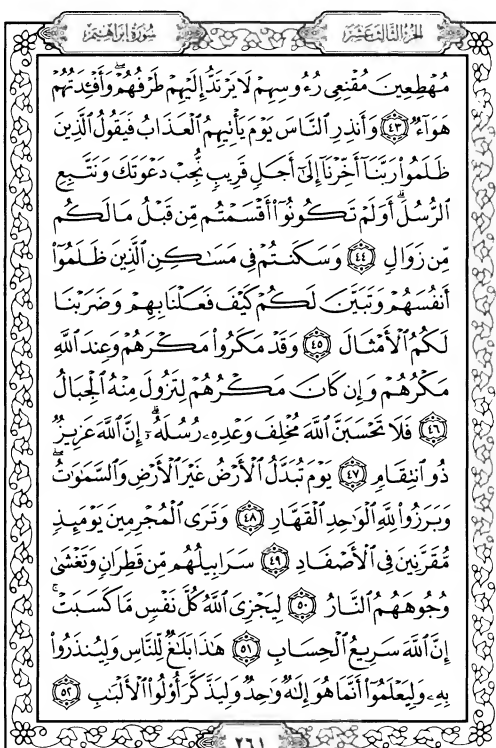 سُورَةُ إِبْرَاهِيمَ
الجُزْءُ الثَّالِثَ عَشَرَ
مُهْطِعِينَ مُقْنِعِى رُءُوسِهِمْ لَا يَرْتَدُّ إِلَيْهِمْ طَرْفُهُمْ ۖ وَأَفْـِٔدَتُهُمْ
هَوَآءٌ ٤٣ وَأَنذِرِ ٱلنَّاسَ يَوْمَ يَأْتِيهِمُ ٱلْعَذَابُ فَيَقُولُ ٱلَّذِينَ
ظَلَمُوا۟ رَبَّنَآ أَخِّرْنَآ إِلَىٰٓ أَجَلٍ قَرِيبٍ نُّجِبْ دَعْوَتَكَ وَنَتَّبِعِ
ٱلرُّسُلَ ۗ أَوَلَمْ تَكُونُوٓا۟ أَقْسَمْتُم مِّن قَبْلُ مَا لَكُم
مِّن زَوَالٍ ٤٤ وَسَكَنتُمْ فِى مَسَـٰكِنِ ٱلَّذِينَ ظَلَمُوٓا۟
أَنفُسَهُمْ وَتَبَيَّنَ لَكُمْ كَيْفَ فَعَلْنَا بِهِمْ وَضَرَبْنَا
لَكُمُ ٱلْأَمْثَالَ ٤٥ وَقَدْ مَكَرُوا۟ مَكْرَهُمْ وَعِندَ ٱللَّهِ
مَكْرُهُمْ وَإِن كَانَ مَكْرُهُمْ لِتَزُولَ مِنْهُ ٱلْجِبَالُ
٤٦ فَلَا تَحْسَبَنَّ ٱللَّهَ مُخْلِفَ وَعْدِهِۦ رُسُلَهُۥٓ ۗ إِنَّ ٱللَّهَ عَزِيزٌ
ذُو ٱنتِقَامٍ ٤٧ يَوْمَ تُبَدَّلُ ٱلْأَرْضُ غَيْرَ ٱلْأَرْضِ وَٱلسَّمَـٰوَٰتُ ۖ
وَبَرَزُوا۟ لِلَّهِ ٱلْوَٰحِدِ ٱلْقَهَّارِ ٤٨ وَتَرَى ٱلْمُجْرِمِينَ يَوْمَئِذٍ
مُّقَرَّنِينَ فِى ٱلْأَصْفَادِ ٤٩ سَرَابِيلُهُم مِّن قَطِرَانٍ وَتَغْشَىٰ
وُجُوهَهُمُ ٱلنَّارُ ٥٠ لِيَجْزِىَ ٱللَّهُ كُلَّ نَفْسٍ مَّا كَسَبَتْ ۚ
إِنَّ ٱللَّهَ سَرِيعُ ٱلْحِسَابِ ٥١ هَـٰذَا بَلَـٰغٌ لِّلنَّاسِ وَلِيُنذَرُوا۟
بِهِۦ وَلِيَعْلَمُوٓا۟ أَنَّمَا هُوَ إِلَـٰهٌ وَٰحِدٌ وَلِيَذَّكَّرَ أُو۟لُوا۟ ٱلْأَلْبَـٰبِ ٥٢
٢٦١